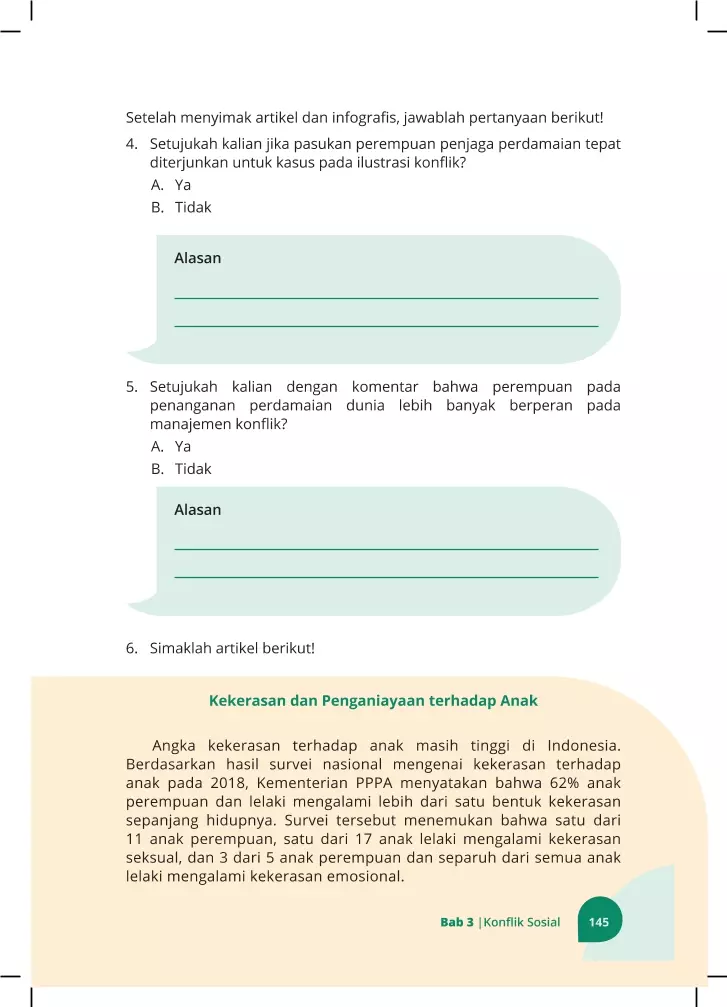 Setelah menyimak artikel dan infografis, jawablah pertanyaan berikut!
4. Setujukah kalian jika pasukan perempuan penjaga perdamaian tepat
diterjunkan untuk kasus pada ilustrasi konflik?
A. Ya
B. Tidak
Alasan
5. Setujukah kalian dengan komentar bahwa perempuan pada
penanganan perdamaian dunia lebih banyak berperan pada
manajemen konflik?
A. Ya
B. Tidak
Alasan
6. Simaklah artikel berikut!
Kekerasan dan Penganiayaan terhadap Anak
Angka kekerasan terhadap anak masih tinggi di Indonesia.
Berdasarkan hasil survei nasional mengenai kekerasan terhadap
anak pada 2018, Kementerian PPPA menyatakan bahwa 62% anak
perempuan dan lelaki mengalami lebih dari satu bentuk kekerasan
sepanjang hidupnya. Survei tersebut menemukan bahwa satu dari
11 anak perempuan, satu dari 17 anak lelaki mengalami kekerasan
seksual, dan 3 dari 5 anak perempuan dan separuh dari semua anak
lelaki mengalami kekerasan emosional.
Bab 3 |Konflik Sosial 145